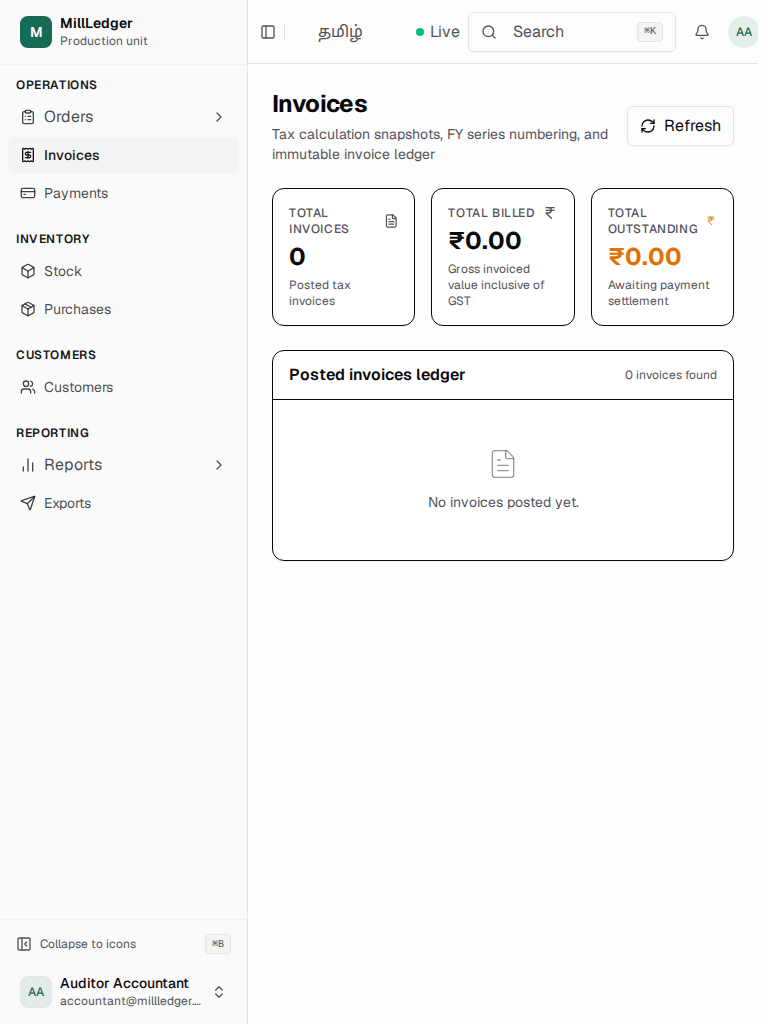 M
MillLedger
Production unit
OPERATIONS
Orders
Invoices
Payments
INVENTORY
Stock
Purchases
CUSTOMERS
Customers
REPORTING
Reports
Exports
Collapse to icons ⌘B
AA
Auditor Accountant
accountant@millledger....
தமிழ்
Live
Search ⌘K
AA
Invoices
Tax calculation snapshots, FY series numbering, and
immutable invoice ledger
Refresh
TOTAL
INVOICES
0
Posted tax
invoices
TOTAL BILLED ₹
₹0.00
Gross invoiced
value inclusive of
GST
TOTAL
OUTSTANDING ₹
₹0.00
Awaiting payment
settlement
Posted invoices ledger 0 invoices found
No invoices posted yet.